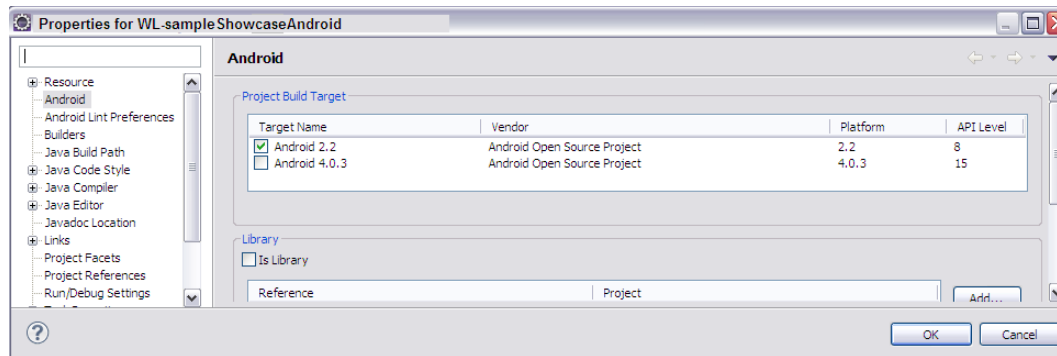 Properties for WL-sampleShowcaseAndroid
Resource
Android
Android Lint Preferences
Builders
Java Build Path
Java Code Style
Java Compiler
Java Editor
Javadoc Location
Links
Project Facets
Project References
Run/Debug Settings
Android
Project Build Target
Target Name Vendor Platform API Level
Android 2.2 Android Open Source Project 2.2 8
Android 4.0.3 Android Open Source Project 4.0.3 15
Library
Is Library
Reference Project
Add...
OK Cancel